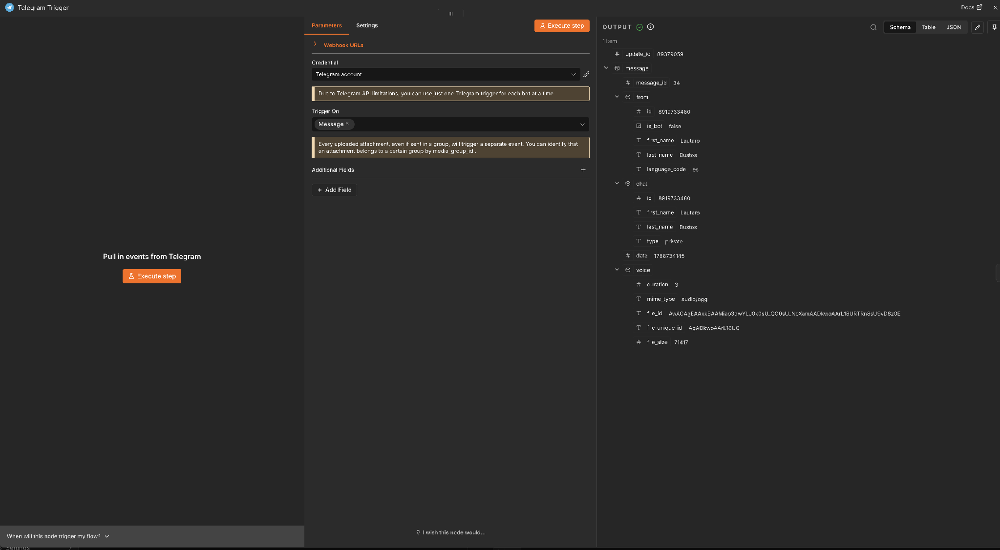 Telegram Trigger
Docs
Pull in events from Telegram
Execute step
When will this node trigger my flow?
Settings
Parameters
Settings
Execute step
Webhook URLs
Credential
Telegram account
Due to Telegram API limitations, you can use just one Telegram trigger for each bot at a time
Trigger On
Message
Every uploaded attachment, even if sent in a group, will trigger a separate event. You can identify that
an attachment belongs to a certain group by media_group_id .
Additional Fields
Add Field
I wish this node would...
OUTPUT
Schema Table JSON
1 item
update_id 89379059
message
message_id 34
from
id 8919733480
is_bot false
first_name Lautaro
last_name Bustos
language_code es
chat
id 8919733480
first_name Lautaro
last_name Bustos
type private
date 1788734145
voice
duration 3
mime_type audio/ogg
file_id AwACAgEAAxkBAAMiap3qwYLJ0k0sU_QO0sU_NcXamAADkwoAArL18URTRn8sU9vD8z0E
file_unique_id AgADkwoAArL18UQ
file_size 71417